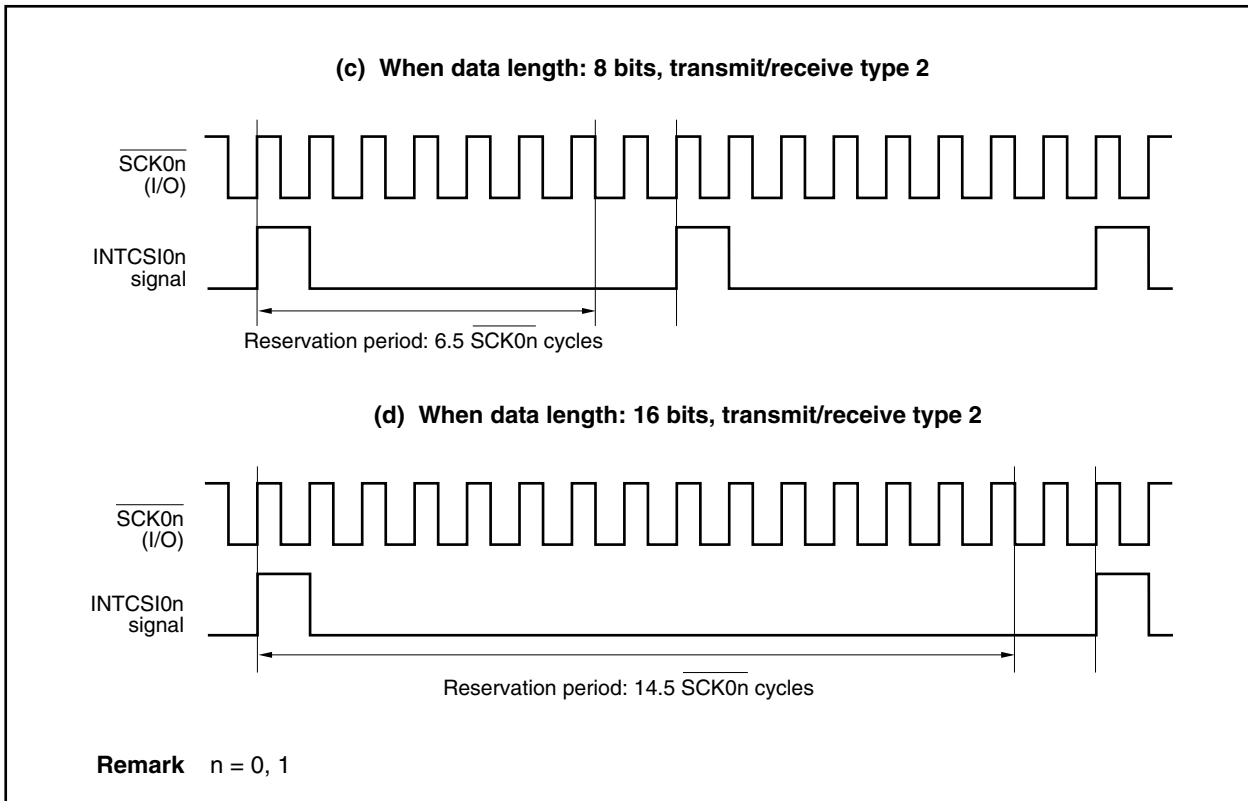 (c) When data length: 8 bits, transmit/receive type 2
SCK0n
(I/O)
INTCSI0n
signal
Reservation period: 6.5 SCK0n cycles
(d) When data length: 16 bits, transmit/receive type 2
SCK0n
(I/O)
INTCSI0n
signal
Reservation period: 14.5 SCK0n cycles
Remark n = 0, 1